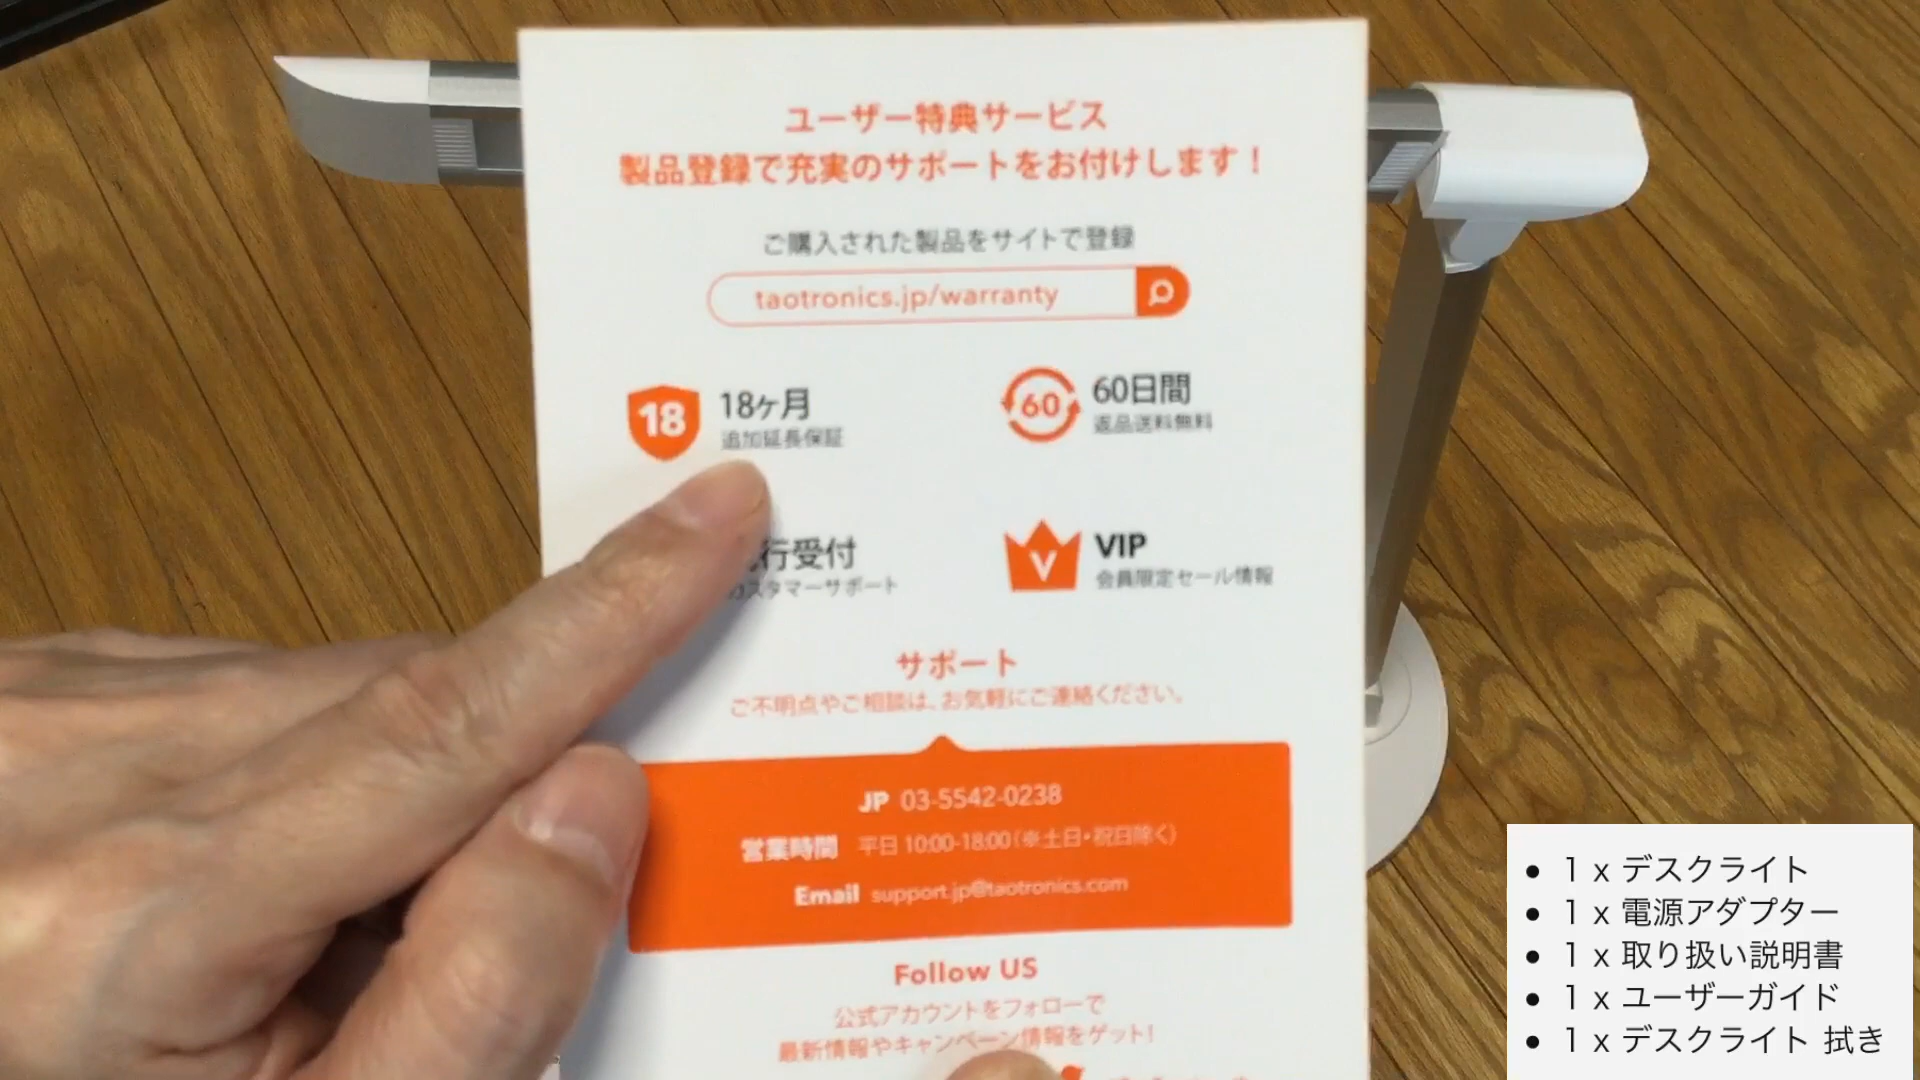 ユーザー特典サービス
製品登録で充実のサポートをお付けします！
ご購入された製品をサイトで登録
taotronics.jp/warranty
18
18ヶ月
追加延長保証
60
60日間
返品送料無料
行受付
カスタマーサポート
V
VIP
会員限定セール情報
サポート
ご不明点やご相談は、お気軽にご連絡ください。
JP 03-5542-0238
営業時間 平日 10:00-18:00（※土日・祝日除く）
Email support.jp@taotronics.com
Follow US
公式アカウントをフォローで
最新情報やキャンペーン情報をゲット！
• 1 x デスクライト
• 1 x 電源アダプター
• 1 x 取り扱い説明書
• 1 x ユーザーガイド
• 1 x デスクライト 拭き